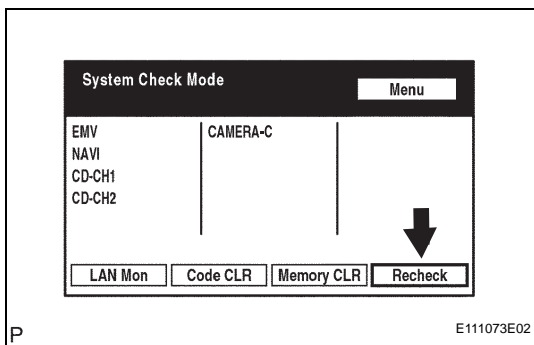 System Check Mode
Menu
EMV
CAMERA-C
NAVI
CD-CH1
CD-CH2
LAN Mon
Code CLR
Memory CLR
Recheck
P
E111073E02